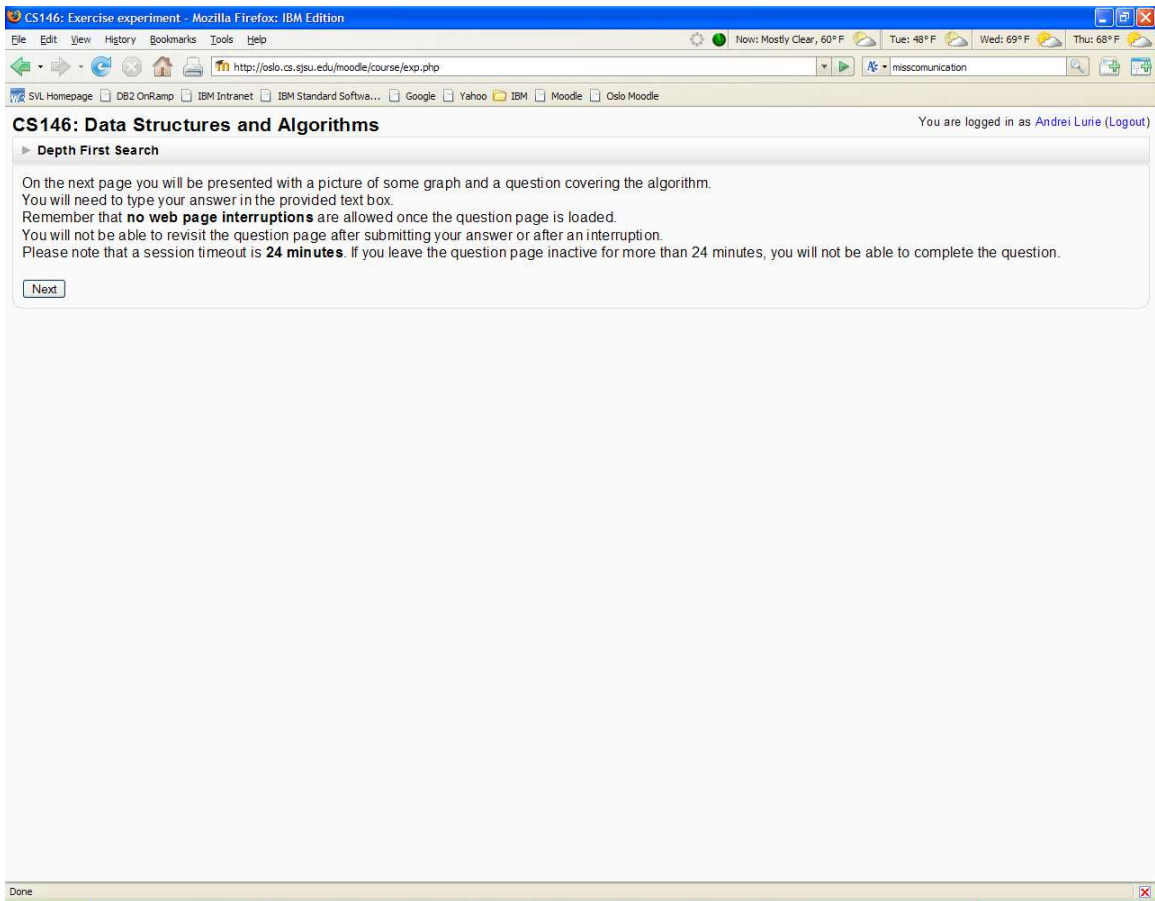 CS146: Exercise experiment - Mozilla Firefox: IBM Edition
File Edit View History Bookmarks Tools Help
Now: Mostly Clear, 60° F Tue: 48° F Wed: 69° F Thu: 68° F
http://oslo.cs.sjsu.edu/moodle/course/exp.php
misscomunication
SVL Homepage DB2 OnRamp IBM Intranet IBM Standard Softwa... Google Yahoo IBM Moodle Oslo Moodle
CS146: Data Structures and Algorithms
You are logged in as Andrei Lurie (Logout)
Depth First Search
On the next page you will be presented with a picture of some graph and a question covering the algorithm.
You will need to type your answer in the provided text box.
Remember that no web page interruptions are allowed once the question page is loaded.
You will not be able to revisit the question page after submitting your answer or after an interruption.
Please note that a session timeout is 24 minutes. If you leave the question page inactive for more than 24 minutes, you will not be able to complete the question.
Next
Done